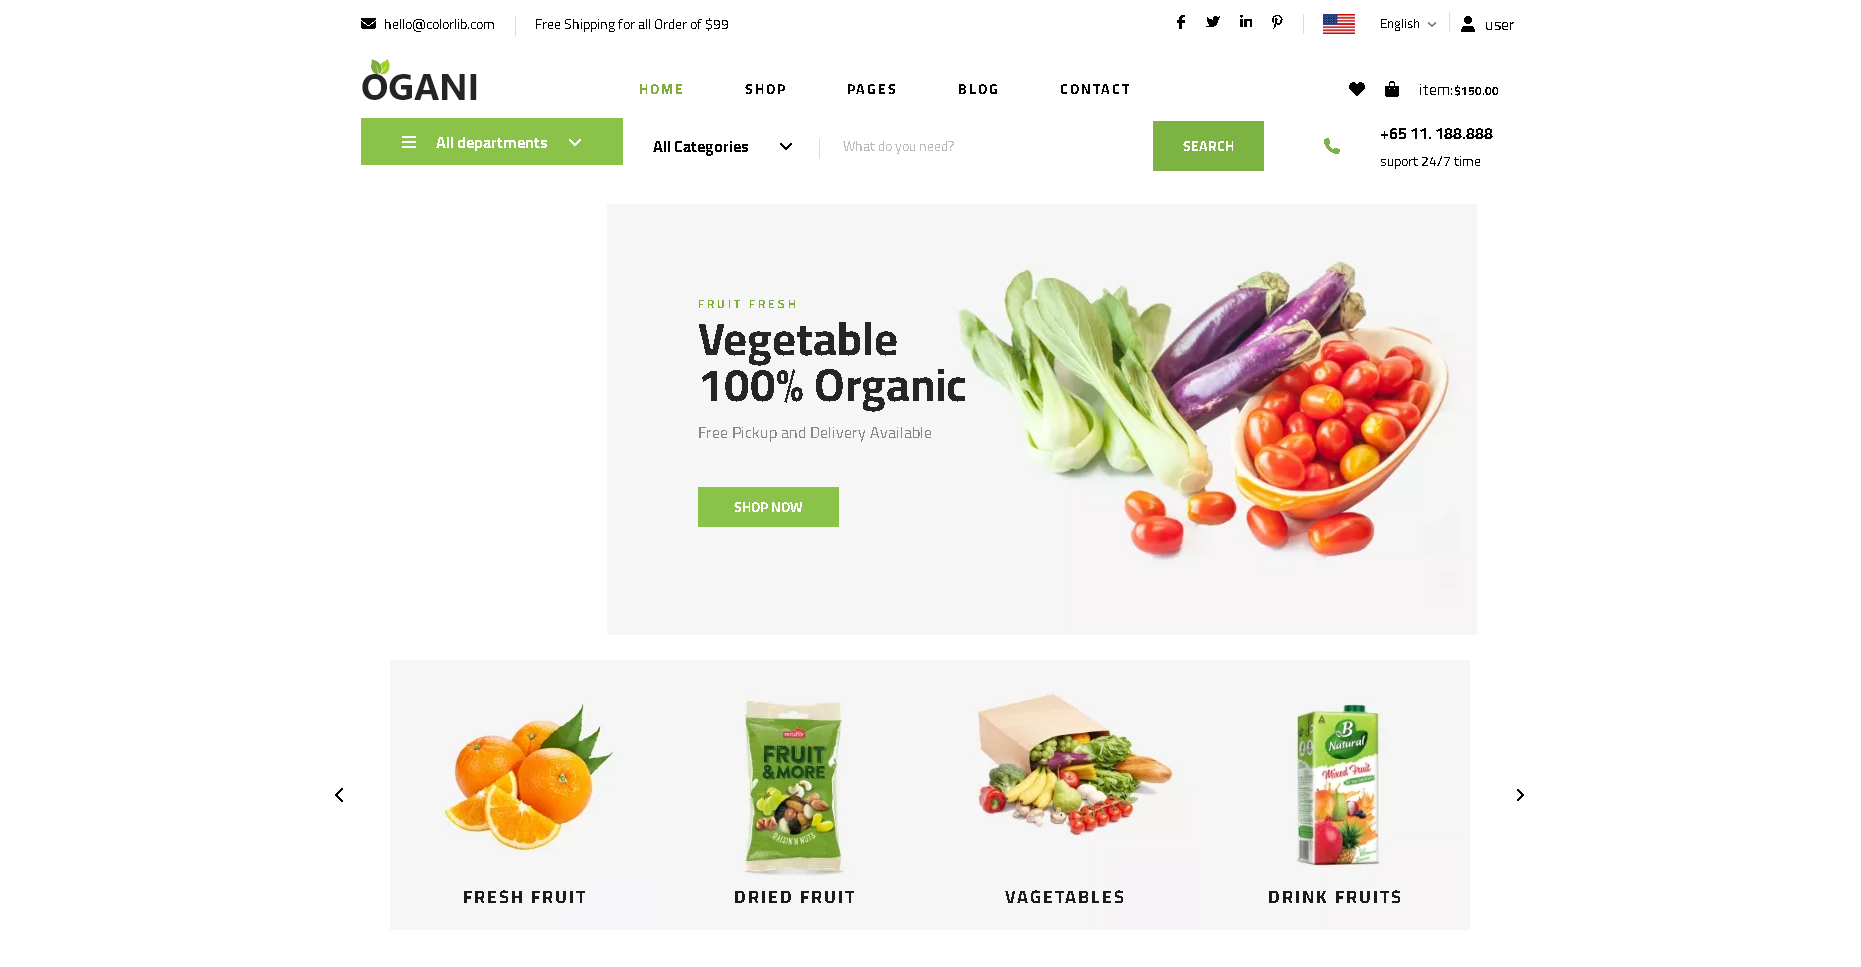 hello@colorlib.com
Free Shipping for all Order of $99
English
user
OGANI
HOME
SHOP
PAGES
BLOG
CONTACT
item:$150.00
All departments
All Categories
What do you need?
SEARCH
+65 11. 188.888
suport 24/7 time
FRUIT FRESH
Vegetable
100% Organic
Free Pickup and Delivery Available
SHOP NOW
FRUIT
&MORE
RAISIN N NUTS
B
Natural
Mixed Fruit
FRESH FRUIT
DRIED FRUIT
VAGETABLES
DRINK FRUITS